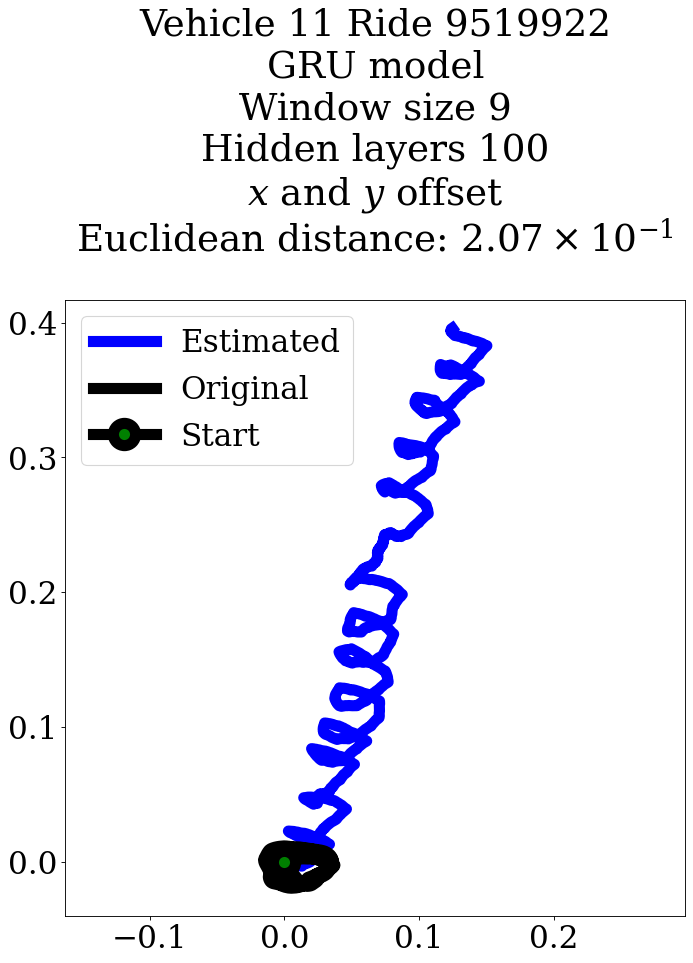 Vehicle 11 Ride 9519922
GRU model
Window size 9
Hidden layers 100
x and y offset
Euclidean distance: 2.07 × 10⁻¹
Estimated
Original
Start
0.4
0.3
0.2
0.1
0.0
−0.1 0.0 0.1 0.2